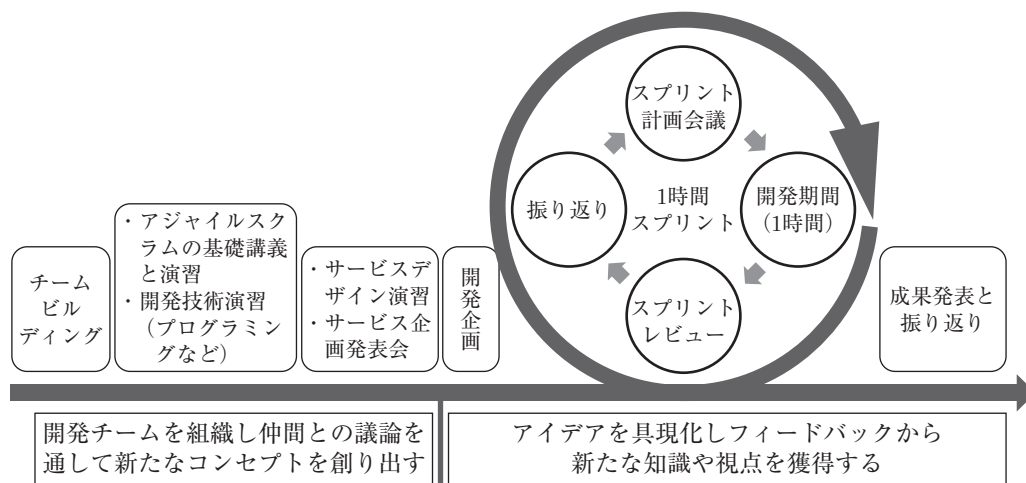 チーム
ビル
ディング
・アジャイルスク
ラムの基礎講義
と演習
・開発技術演習
（プログラミン
グなど）
・サービスデ
ザイン演習
・サービス企
画発表会
開発企画
スプリント
計画会議
開発期間
（1時間）
スプリント
レビュー
振り返り
1時間
スプリント
成果発表と
振り返り
開発チームを組織し仲間との議論を
通して新たなコンセプトを創り出す
アイデアを具現化しフィードバックから
新たな知識や視点を獲得する